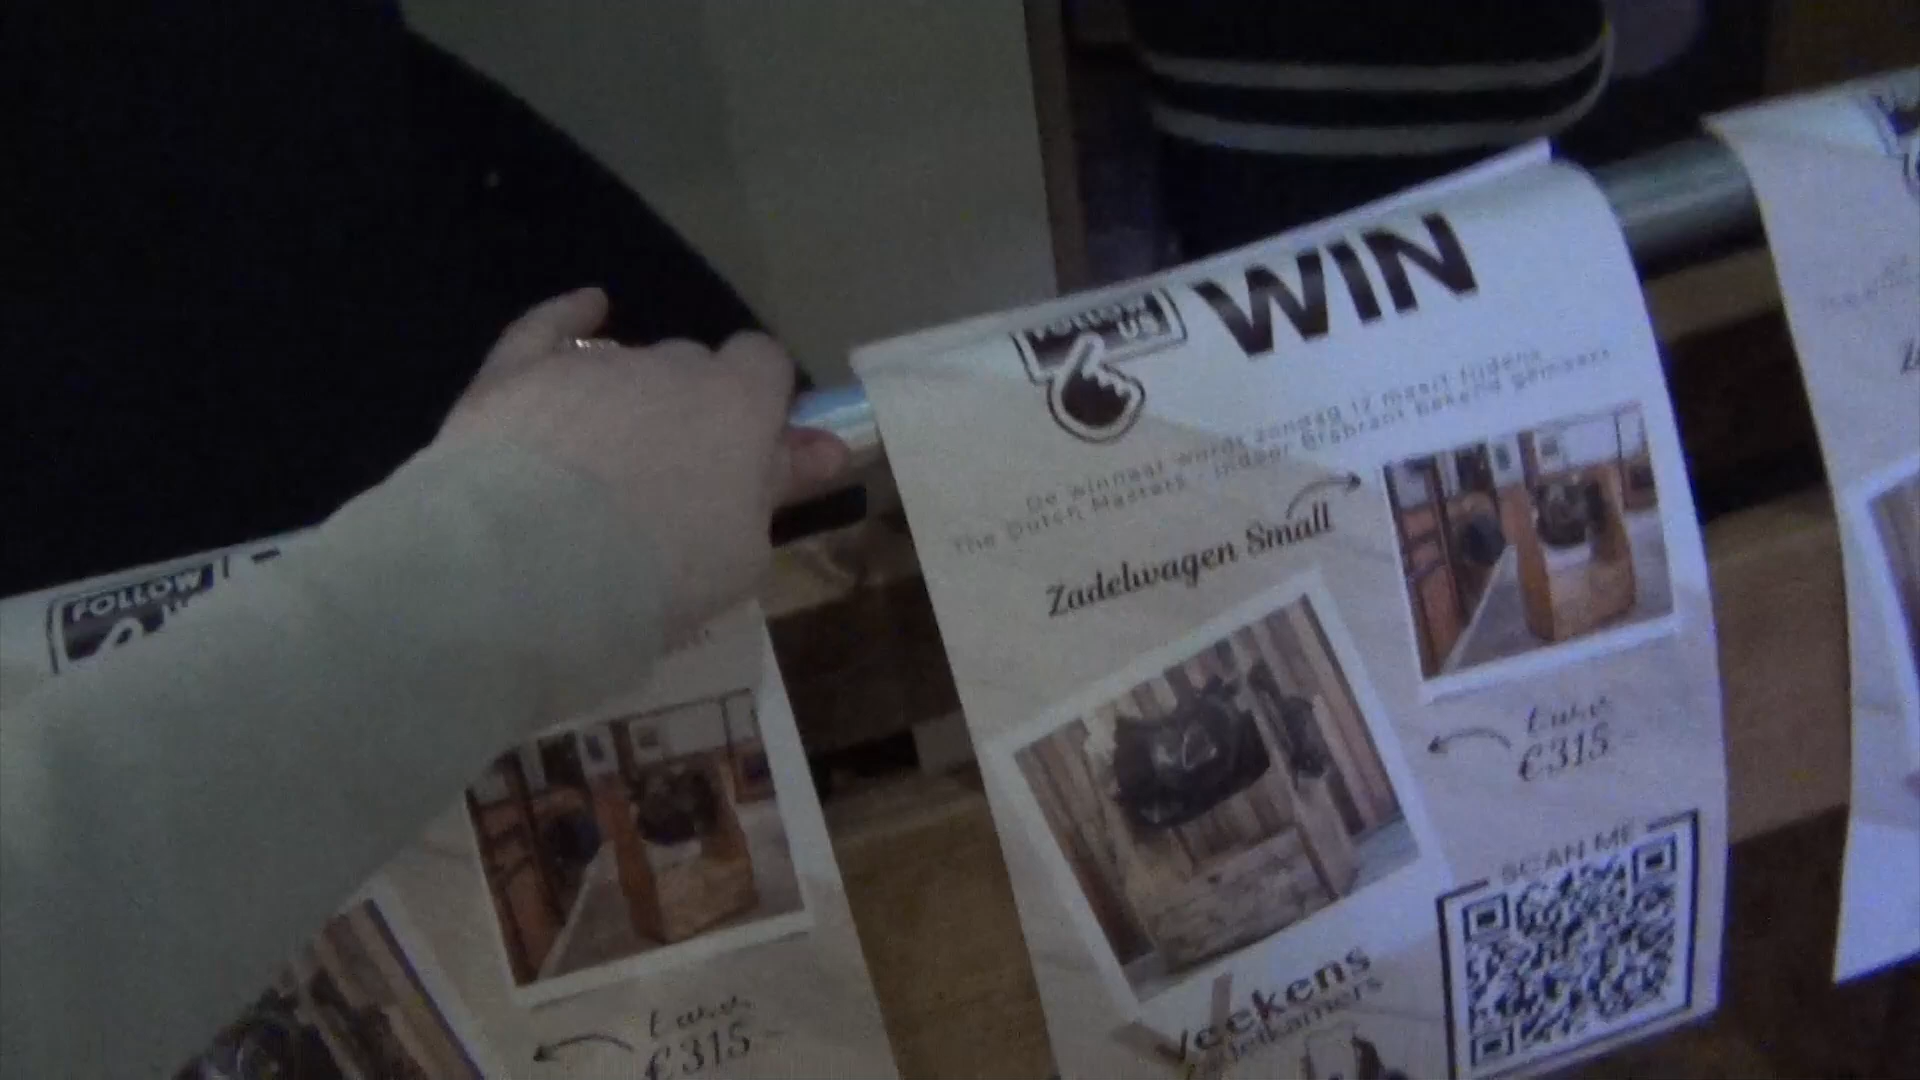 FOLLOW US
WIN
De winnaar wordt zondag 17 maart tijdens
The Dutch Masters - Indoor Brabant bekend gemaakt
Zadelwagen Small
€315,-
SCAN ME
Veekens
FOLLOW
€315,-